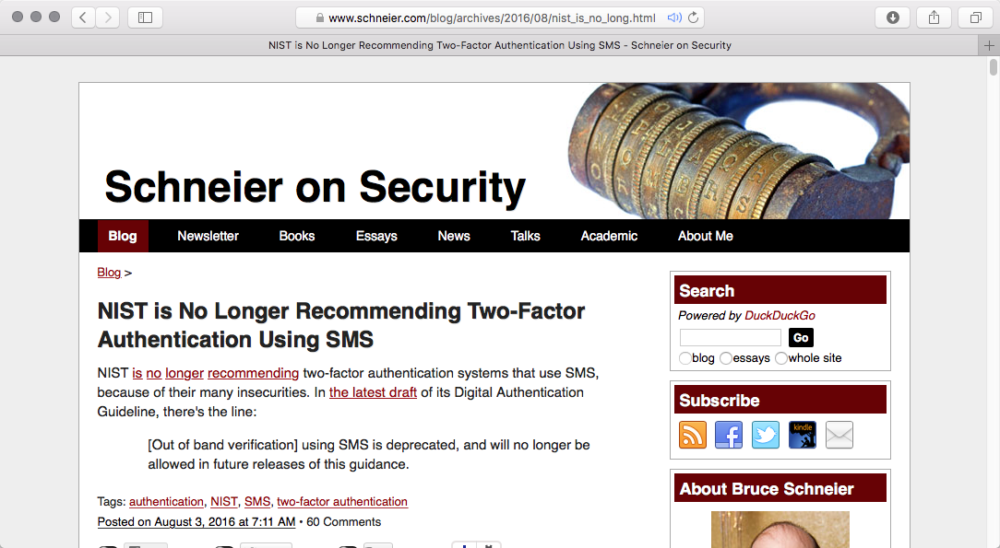 www.schneier.com/blog/archives/2016/08/nist_is_no_long.html
NIST is No Longer Recommending Two-Factor Authentication Using SMS - Schneier on Security
Schneier on Security
Blog Newsletter Books Essays News Talks Academic About Me
Blog >
NIST is No Longer Recommending Two-Factor
Authentication Using SMS
NIST is no longer recommending two-factor authentication systems that use SMS,
because of their many insecurities. In the latest draft of its Digital Authentication
Guideline, there's the line:
[Out of band verification] using SMS is deprecated, and will no longer be
allowed in future releases of this guidance.
Tags: authentication, NIST, SMS, two-factor authentication
Posted on August 3, 2016 at 7:11 AM • 60 Comments
Search
Powered by DuckDuckGo
Go
blog essays whole site
Subscribe
kindle
About Bruce Schneier